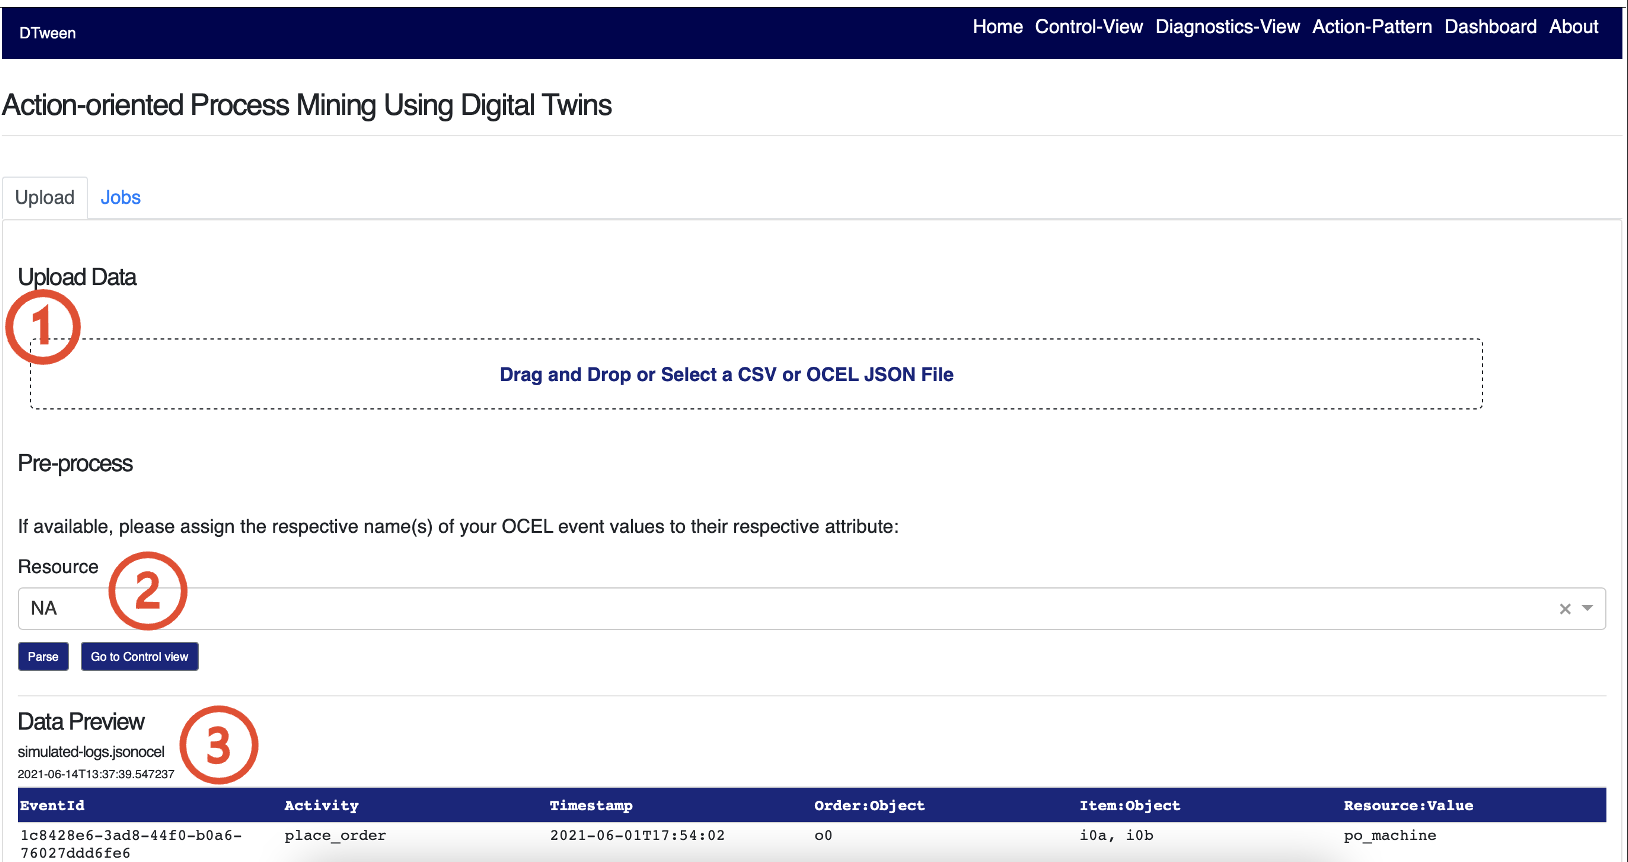 DTween
Home Control-View Diagnostics-View Action-Pattern Dashboard About
Action-oriented Process Mining Using Digital Twins
Upload Jobs
Upload Data
1
Drag and Drop or Select a CSV or OCEL JSON File
Pre-process
If available, please assign the respective name(s) of your OCEL event values to their respective attribute:
Resource
2
NA
Parse Go to Control view
Data Preview
3
simulated-logs.jsonocel
2021-06-14T13:37:39.547237
EventId Activity Timestamp Order:Object Item:Object Resource:Value
1c8428e6-3ad8-44f0-b0a6- place_order 2021-06-01T17:54:02 o0 i0a, i0b po_machine
76027ddd6fe6